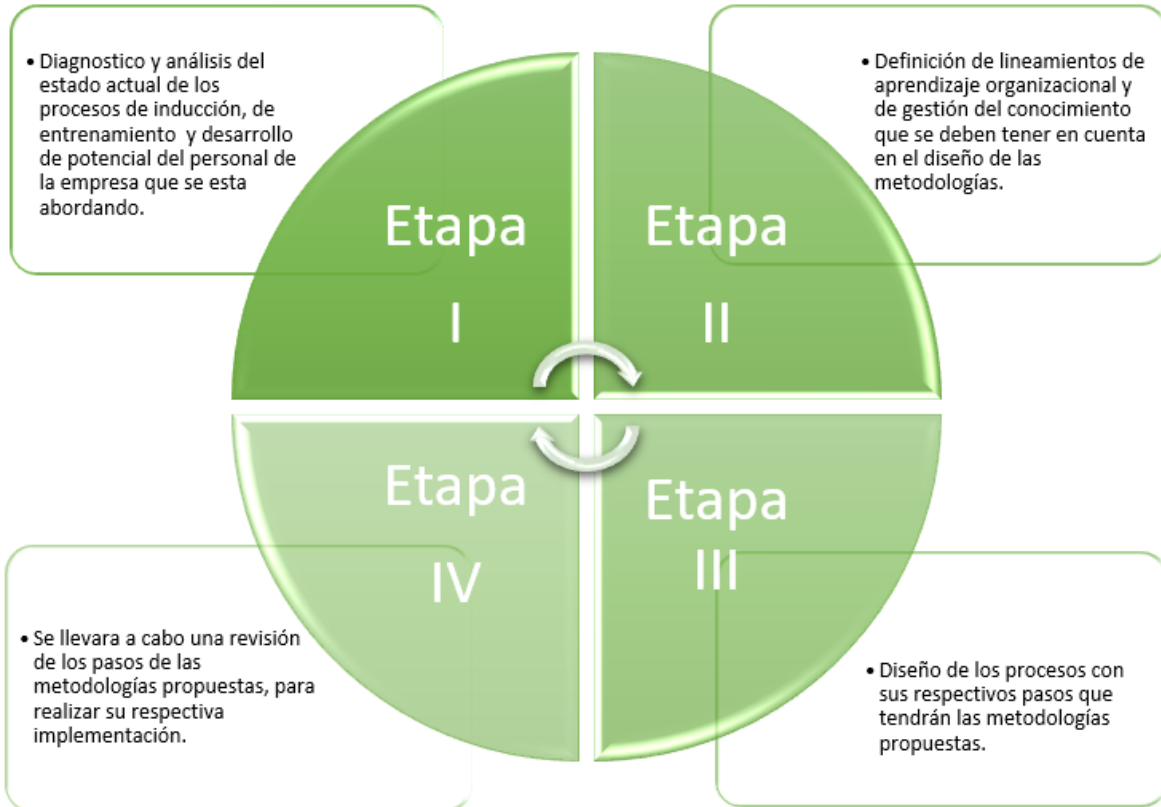 • Diagnostico y análisis del
estado actual de los
procesos de inducción, de
entrenamiento y desarrollo
de potencial del personal de
la empresa que se esta
abordando.
Etapa
I
• Definición de lineamientos de
aprendizaje organizacional y
de gestión del conocimiento
que se deben tener en cuenta
en el diseño de las
metodologías.
Etapa
II
Etapa
III
• Diseño de los procesos con
sus respectivos pasos que
tendrán las metodologías
propuestas.
Etapa
IV
• Se llevara a cabo una revisión
de los pasos de las
metodologías propuestas, para
realizar su respectiva
implementación.